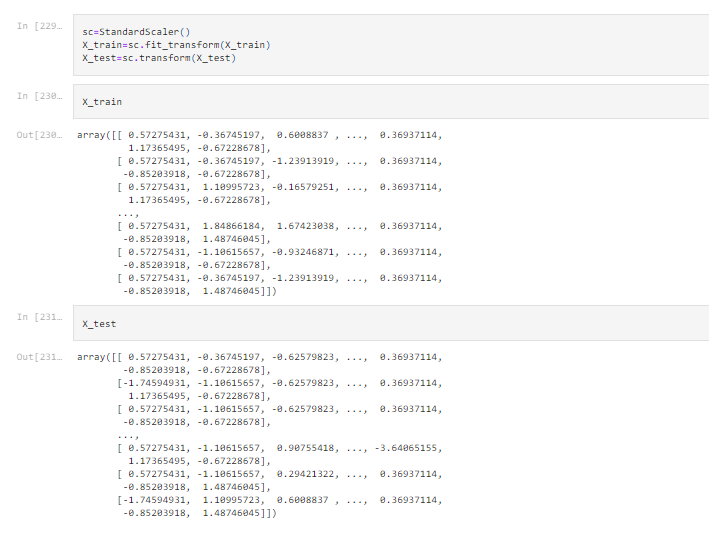 In [229…
sc=StandardScaler()
X_train=sc.fit_transform(X_train)
X_test=sc.transform(X_test)
In [230…
X_train
Out[230… array([[ 0.57275431, -0.36745197,  0.6008837 , ...,  0.36937114,
         1.17365495, -0.67228678],
       [ 0.57275431, -0.36745197, -1.23913919, ...,  0.36937114,
        -0.85203918, -0.67228678],
       [ 0.57275431,  1.10995723, -0.16579251, ...,  0.36937114,
         1.17365495, -0.67228678],
       ...,
       [ 0.57275431,  1.84866184,  1.67423038, ...,  0.36937114,
        -0.85203918,  1.48746045],
       [ 0.57275431, -1.10615657, -0.93246871, ...,  0.36937114,
        -0.85203918, -0.67228678],
       [ 0.57275431, -0.36745197, -1.23913919, ...,  0.36937114,
        -0.85203918,  1.48746045]])
In [231…
X_test
Out[231… array([[ 0.57275431, -0.36745197, -0.62579823, ...,  0.36937114,
        -0.85203918, -0.67228678],
       [-1.74594931, -1.10615657, -0.62579823, ...,  0.36937114,
         1.17365495, -0.67228678],
       [ 0.57275431, -1.10615657, -0.62579823, ...,  0.36937114,
        -0.85203918, -0.67228678],
       ...,
       [ 0.57275431, -1.10615657,  0.90755418, ..., -3.64065155,
         1.17365495, -0.67228678],
       [ 0.57275431, -1.10615657,  0.29421322, ...,  0.36937114,
        -0.85203918,  1.48746045],
       [-1.74594931,  1.10995723,  0.6008837 , ...,  0.36937114,
        -0.85203918,  1.48746045]])